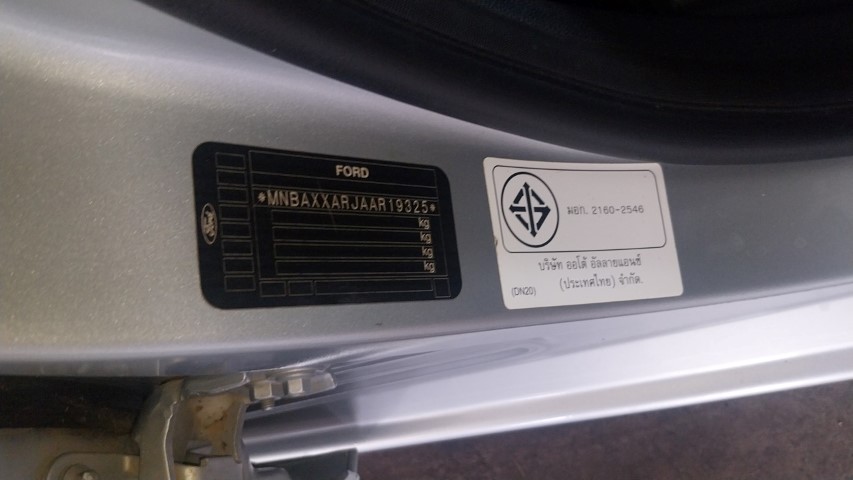 FORD
*MNBAXXARJAAR19325*
kg
kg
kg
kg
มอก. 2160-2546
บริษัท ออโต้ อัลลายแอนซ์
(ประเทศไทย) จำกัด.
(DN20)